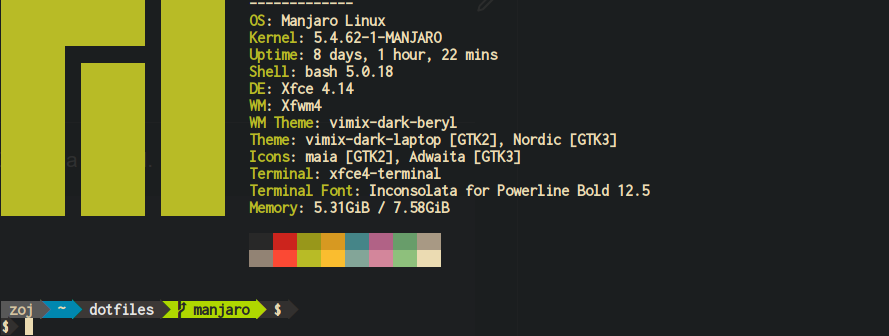 -------------
OS: Manjaro Linux
Kernel: 5.4.62-1-MANJARO
Uptime: 8 days, 1 hour, 22 mins
Shell: bash 5.0.18
DE: Xfce 4.14
WM: Xfwm4
WM Theme: vimix-dark-beryl
Theme: vimix-dark-laptop [GTK2], Nordic [GTK3]
Icons: maia [GTK2], Adwaita [GTK3]
Terminal: xfce4-terminal
Terminal Font: Inconsolata for Powerline Bold 12.5
Memory: 5.31GiB / 7.58GiB
zoj ~ dotfiles manjaro $
$